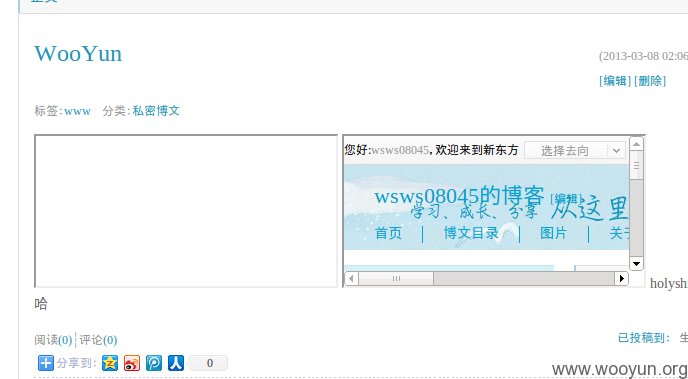 WooYun
(2013-03-08 02:06
[编辑] [删除]
标签:www 分类:私密博文
您好:wsws08045, 欢迎来到新东方 选择去向
wsws08045的博客 [编辑]
学习、成长、分享 从这里
首页 博文目录 图片
holyshi
哈
阅读(0) 评论(0)
已投稿到:
分享到: 0
www.wooyun.org